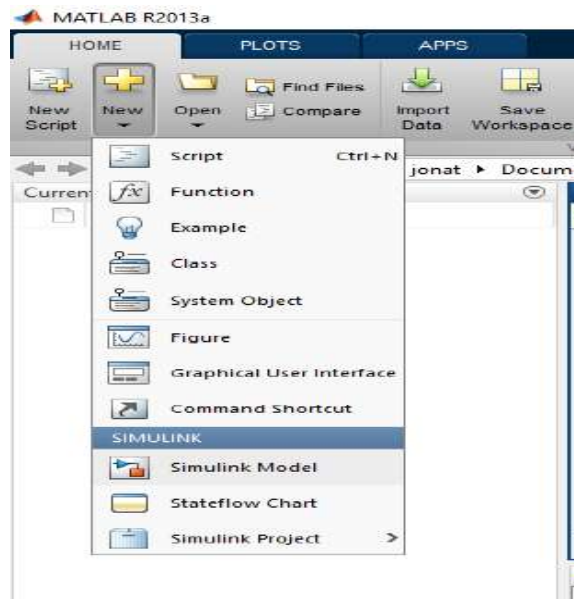 MATLAB R2013a
HOME PLOTS APPS
New Script
New
Open
Find Files
Compare
Import Data
Save Workspace
jonat ▸ Docum
Curren
Script Ctrl+N
Function
Example
Class
System Object
Figure
Graphical User Interface
Command Shortcut
SIMULINK
Simulink Model
Stateflow Chart
Simulink Project >